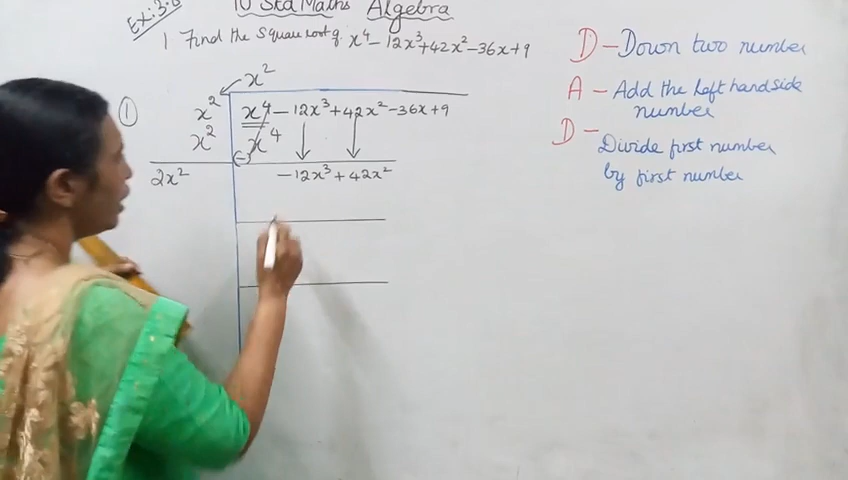 Ex:3.8
10 Std Maths Algebra
1 Find the square root of x⁴ - 12x³ + 42x² - 36x + 9
① x²
x² x⁴ - 12x³ + 42x² - 36x + 9
x² (-) x⁴
2x² - 12x³ + 42x²
D - Down two number
A - Add the Left hand side
number
D -
Divide first number
by first number